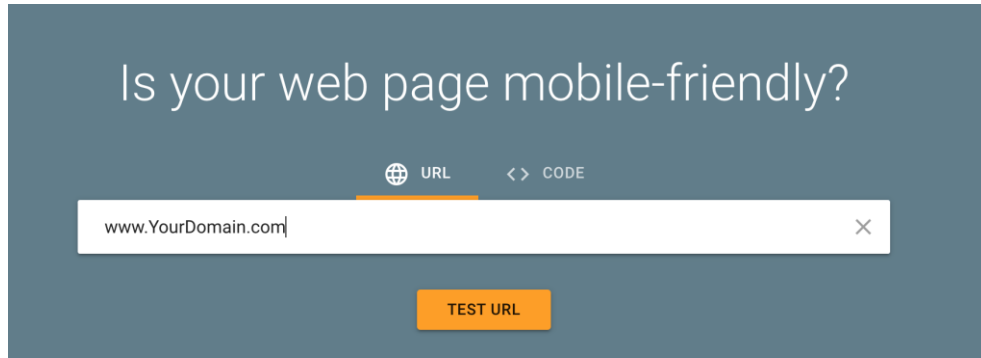 Is your web page mobile-friendly?
URL
CODE
www.YourDomain.com
TEST URL